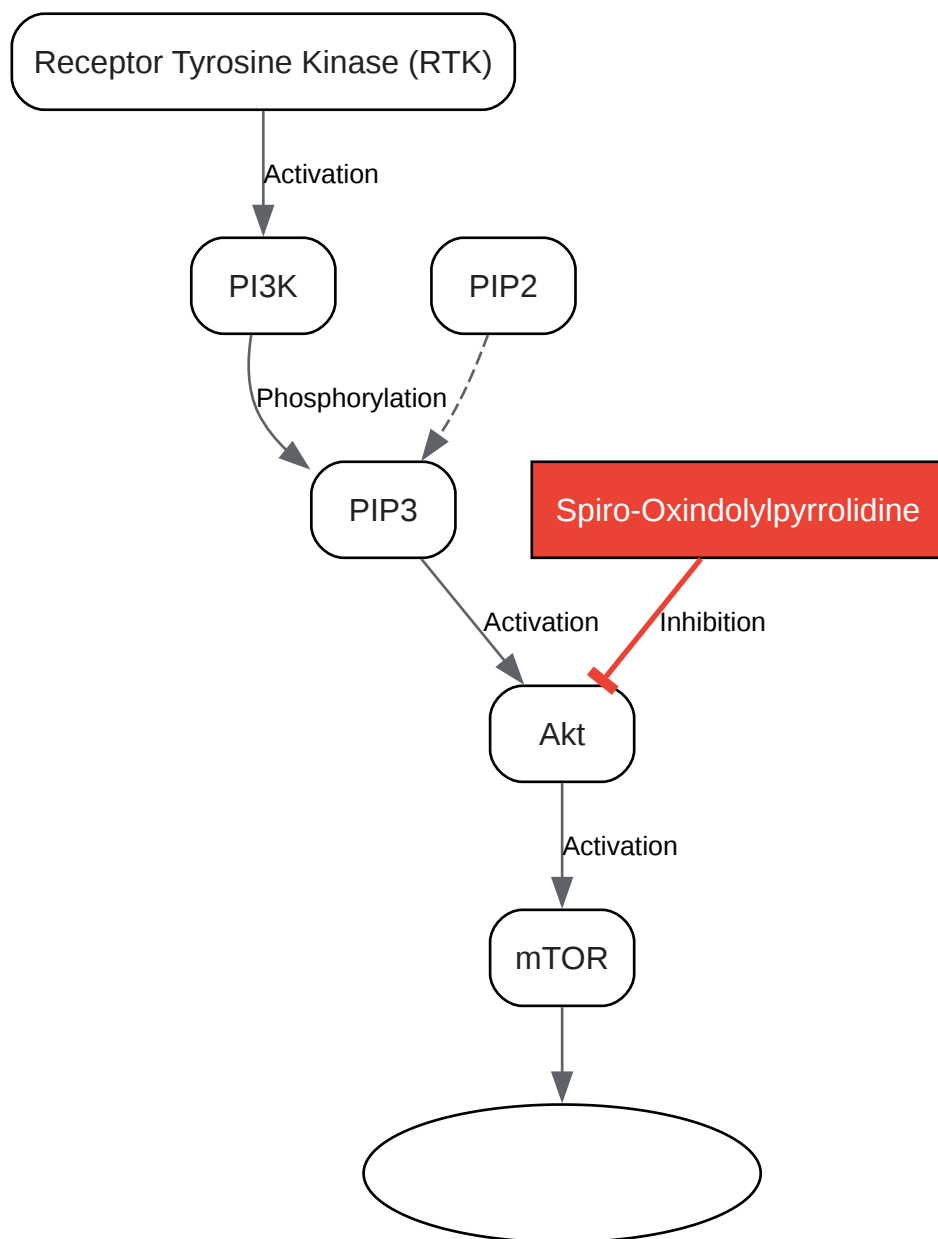 Receptor Tyrosine Kinase (RTK)
Activation
PI3K
PIP2
Phosphorylation
PIP3
Spiro-Oxindolylpyrrolidine
Activation
Inhibition
Akt
Activation
mTOR